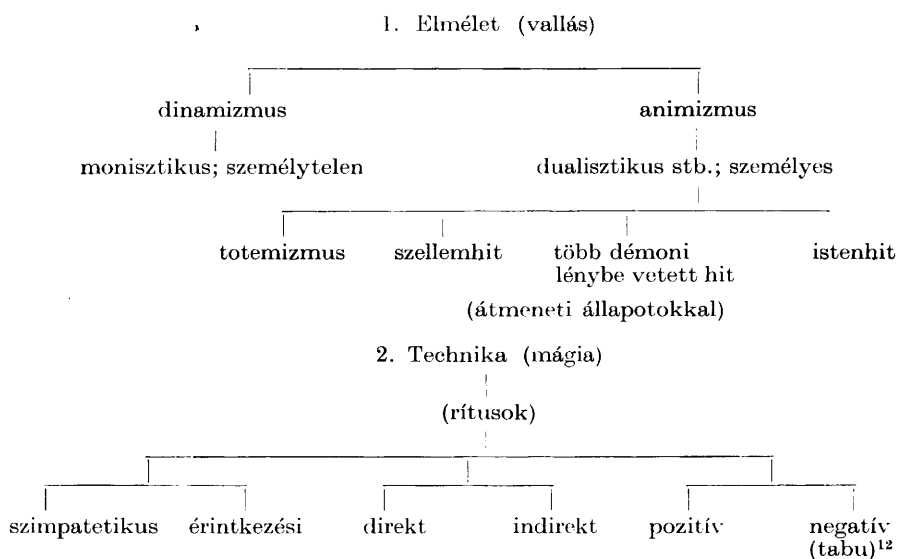 1. Elmélet (vallás)
dinamizmus animizmus
monisztikus; személytelen dualisztikus stb.; személyes
totemizmus szellemhit több démoni istenhit
lénybe vetett hit
(átmeneti állapotokkal)
2. Technika (mágia)
(rítusok)
szimpatetikus érintkezési direkt indirekt pozitív negatív
(tabu)¹²